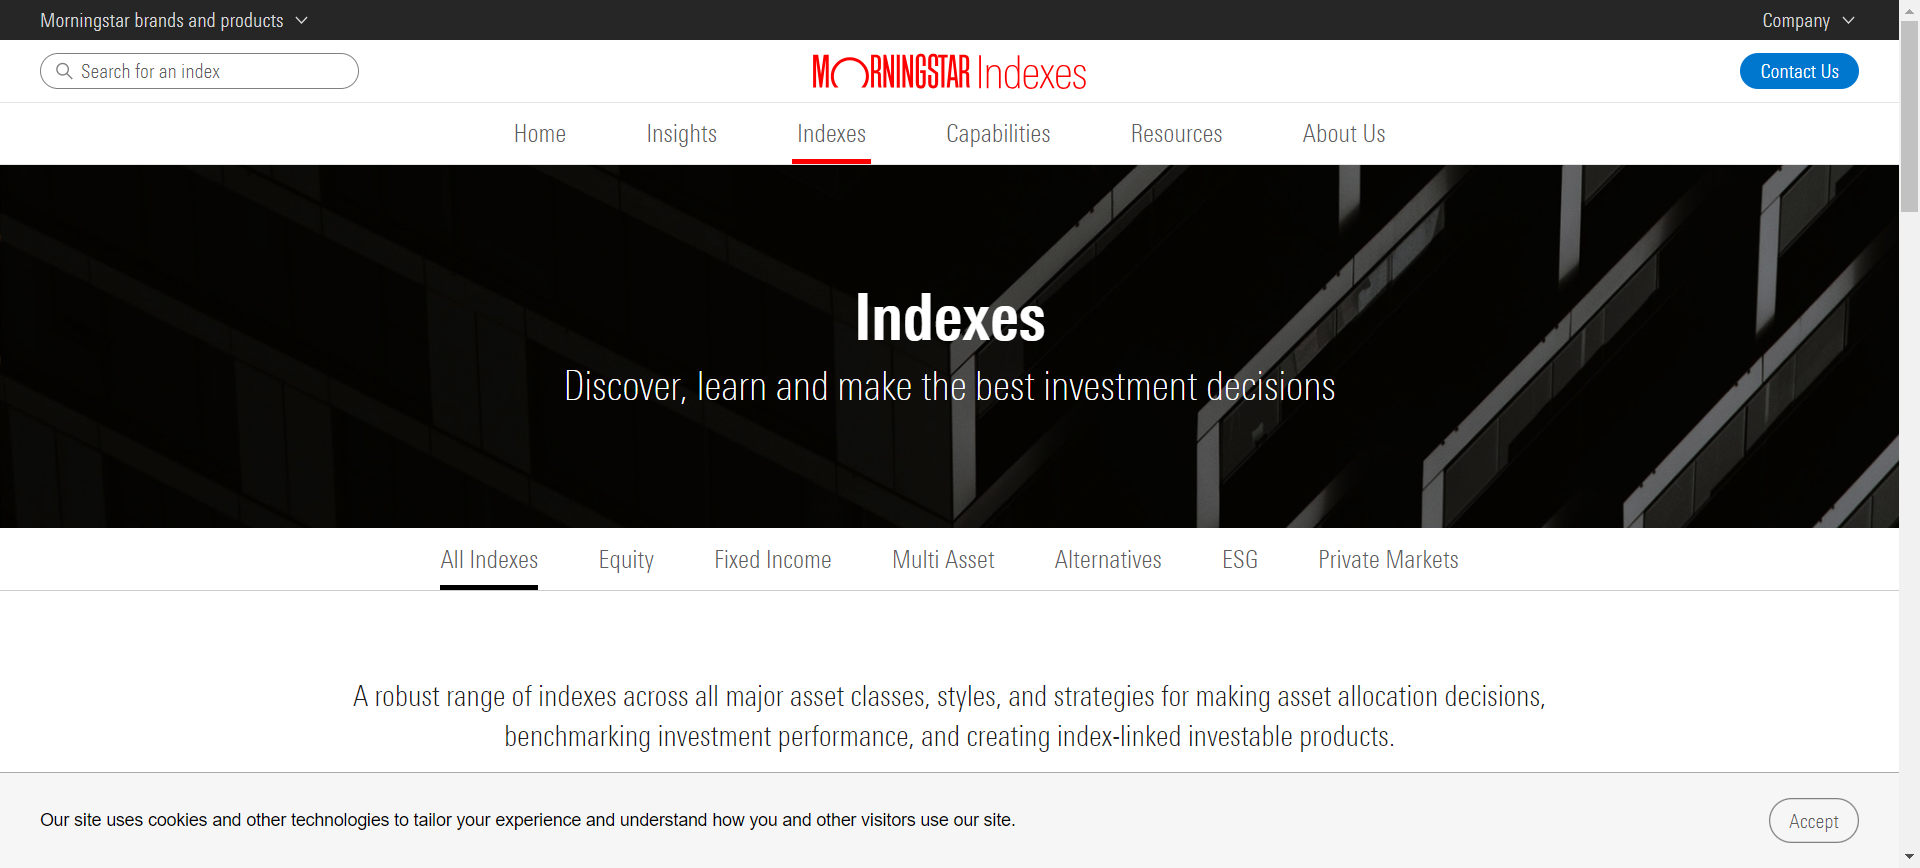 Morningstar brands and products
Company
Search for an index
MORNINGSTAR Indexes
Contact Us
Home
Insights
Indexes
Capabilities
Resources
About Us
Indexes
Discover, learn and make the best investment decisions
All Indexes
Equity
Fixed Income
Multi Asset
Alternatives
ESG
Private Markets
A robust range of indexes across all major asset classes, styles, and strategies for making asset allocation decisions,
benchmarking investment performance, and creating index-linked investable products.
Our site uses cookies and other technologies to tailor your experience and understand how you and other visitors use our site.
Accept